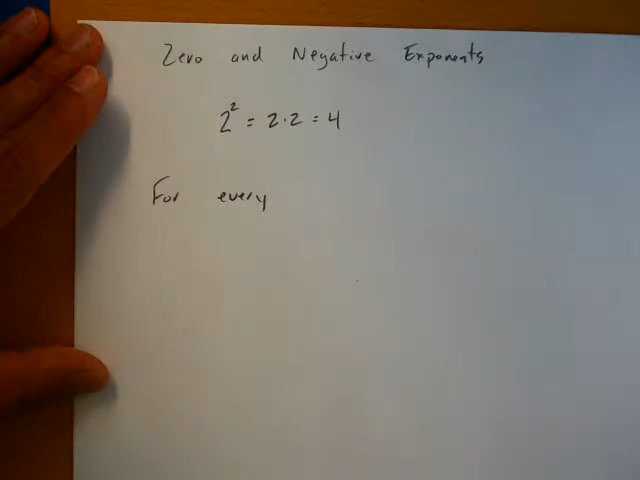 Zero and Negative Exponents
2² = 2·2 = 4
For every